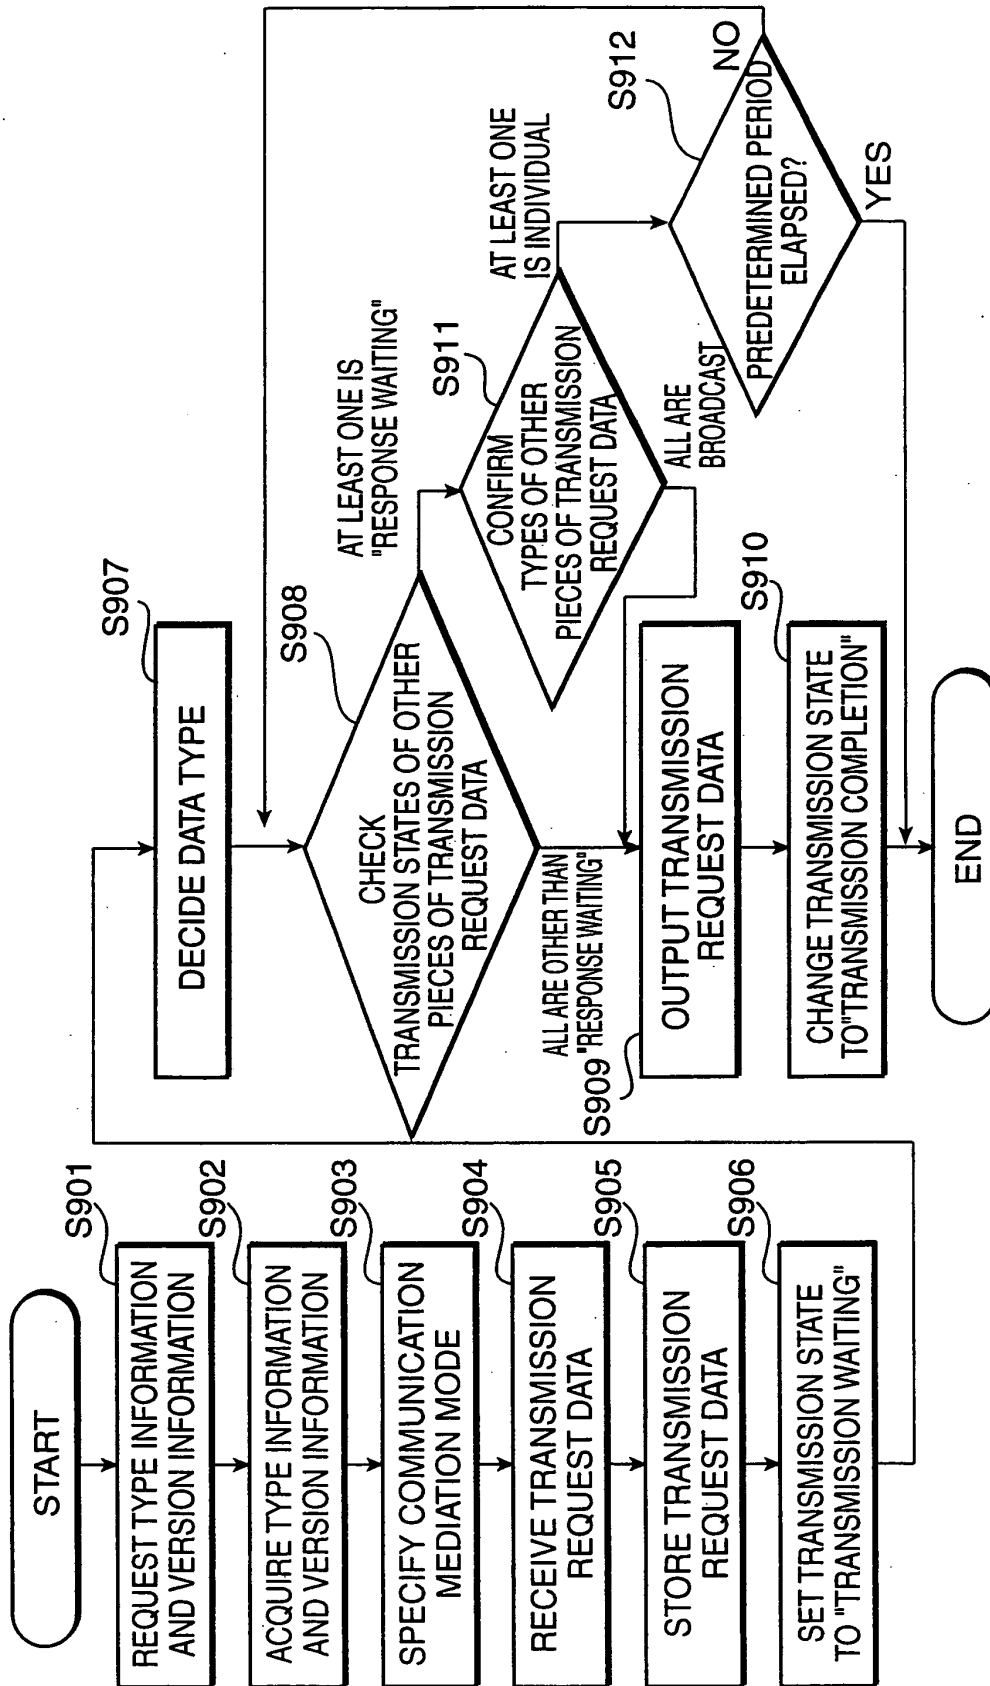 START
S901
REQUEST TYPE INFORMATION
AND VERSION INFORMATION
S902
ACQUIRE TYPE INFORMATION
AND VERSION INFORMATION
S903
SPECIFY COMMUNICATION
MEDIATION MODE
S904
RECEIVE TRANSMISSION
REQUEST DATA
S905
STORE TRANSMISSION
REQUEST DATA
S906
SET TRANSMISSION STATE
TO "TRANSMISSION WAITING"
S907
DECIDE DATA TYPE
S908
CHECK
TRANSMISSION STATES OF OTHER
PIECES OF TRANSMISSION
REQUEST DATA
AT LEAST ONE IS
"RESPONSE WAITING"
ALL ARE OTHER THAN
"RESPONSE WAITING"
S909
OUTPUT TRANSMISSION
REQUEST DATA
S910
CHANGE TRANSMISSION STATE
TO"TRANSMISSION COMPLETION"
END
S911
CONFIRM
TYPES OF OTHER
PIECES OF TRANSMISSION
REQUEST DATA
AT LEAST ONE
IS INDIVIDUAL
ALL ARE
BROADCAST
S912
PREDETERMINED PERIOD
ELAPSED?
NO
YES